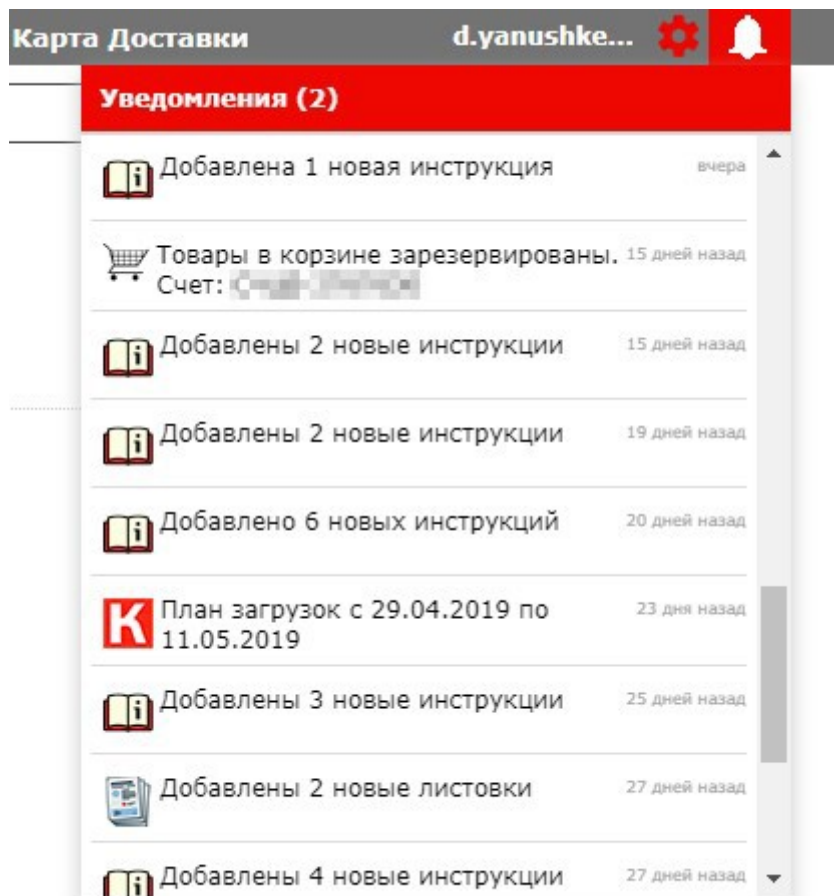 Карта Доставки d.yanushke...
Уведомления (2)
Добавлена 1 новая инструкция вчера
Товары в корзине зарезервированы. 15 дней назад
Счет:
Добавлены 2 новые инструкции 15 дней назад
Добавлены 2 новые инструкции 19 дней назад
Добавлено 6 новых инструкций 20 дней назад
К План загрузок с 29.04.2019 по 23 дня назад
11.05.2019
Добавлены 3 новые инструкции 25 дней назад
Добавлены 2 новые листовки 27 дней назад
Добавлены 4 новые инструкции 27 дней назад